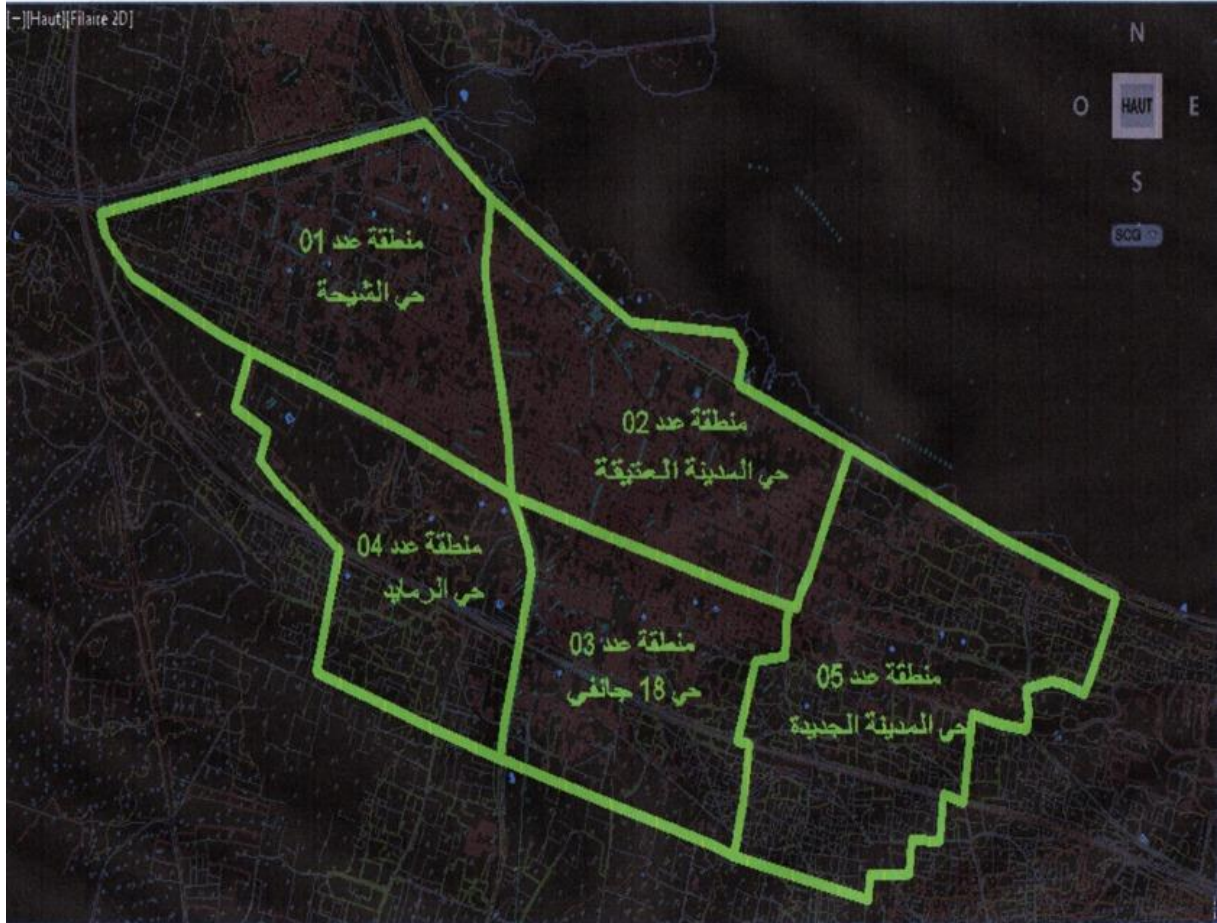 [-][Haut][Filaire 2D]
N
O
HAUT
E
S
SCG
منطقة عدد 01
حي الشيحة
منطقة عدد 02
حي المدينة العتيقة
منطقة عدد 04
حي الرمايد
منطقة عدد 03
حي 18 جانفي
منطقة عدد 05
حي المدينة الجديدة